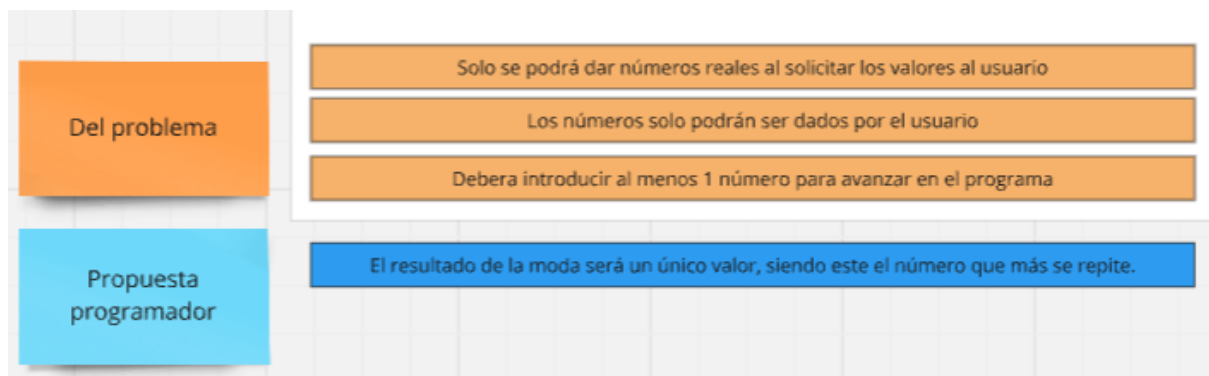 Del problema
Solo se podrá dar números reales al solicitar los valores al usuario
Los números solo podrán ser dados por el usuario
Debera introducir al menos 1 número para avanzar en el programa
Propuesta
programador
El resultado de la moda será un único valor, siendo este el número que más se repite.